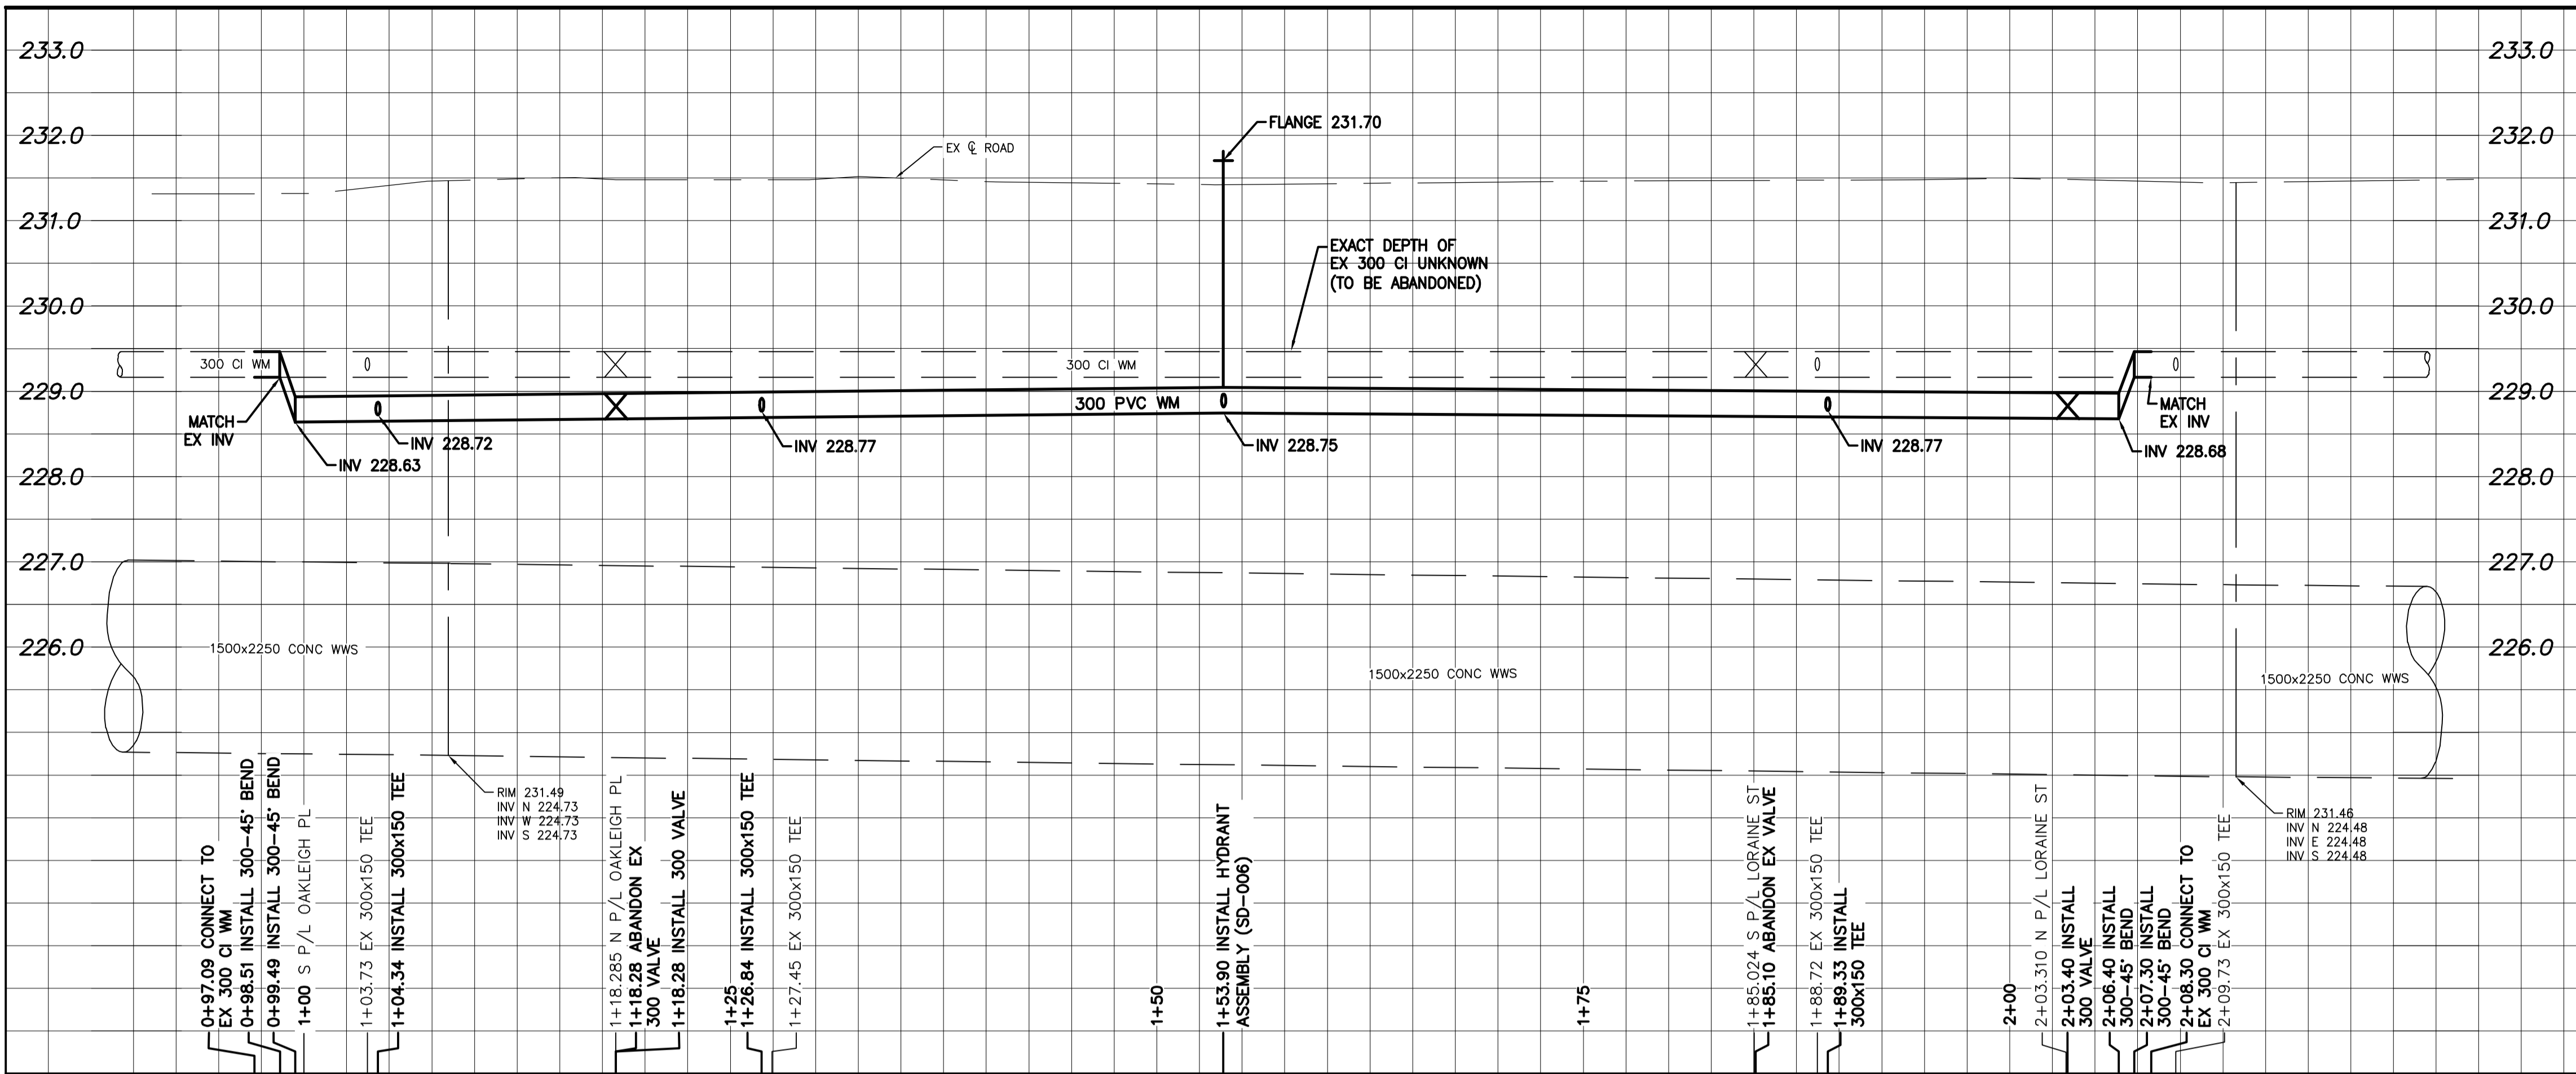 233.0
233.0
FLANGE 231.70
232.0
232.0
EX ℄ ROAD
231.0
231.0
EXACT DEPTH OF
EX 300 CI UNKNOWN
(TO BE ABANDONED)
230.0
230.0
300 CI WM
300 CI WM
229.0
229.0
300 PVC WM
MATCH
EX INV
MATCH
EX INV
INV 228.63
INV 228.72
INV 228.77
INV 228.75
INV 228.77
INV 228.68
228.0
228.0
227.0
227.0
226.0
226.0
1500x2250 CONC WWS
1500x2250 CONC WWS
1500x2250 CONC WWS
RIM 231.49
INV N 224.73
INV W 224.73
INV S 224.73
RIM 231.46
INV N 224.48
INV E 224.48
INV S 224.48
0+97.09 CONNECT TO
EX 300 CI WM
0+98.51 INSTALL 300-45° BEND
0+99.49 INSTALL 300-45° BEND
1+00 S P/L OAKLEIGH PL
1+03.73 EX 300x150 TEE
1+04.34 INSTALL 300x150 TEE
1+18.285 N P/L OAKLEIGH PL
1+18.28 ABANDON EX
300 VALVE
1+18.28 INSTALL 300 VALVE
1+25
1+26.84 INSTALL 300x150 TEE
1+27.45 EX 300x150 TEE
1+50
1+53.90 INSTALL HYDRANT
ASSEMBLY (SD-006)
1+75
1+85.024 S P/L LORAINE ST
1+85.10 ABANDON EX VALVE
1+88.72 EX 300x150 TEE
1+89.33 INSTALL
300x150 TEE
2+00
2+03.310 N P/L LORAINE ST
2+03.40 INSTALL
300 VALVE
2+06.40 INSTALL
300-45° BEND
2+07.30 INSTALL
300-45° BEND
2+08.30 CONNECT TO
EX 300 CI WM
2+09.73 EX 300x150 TEE